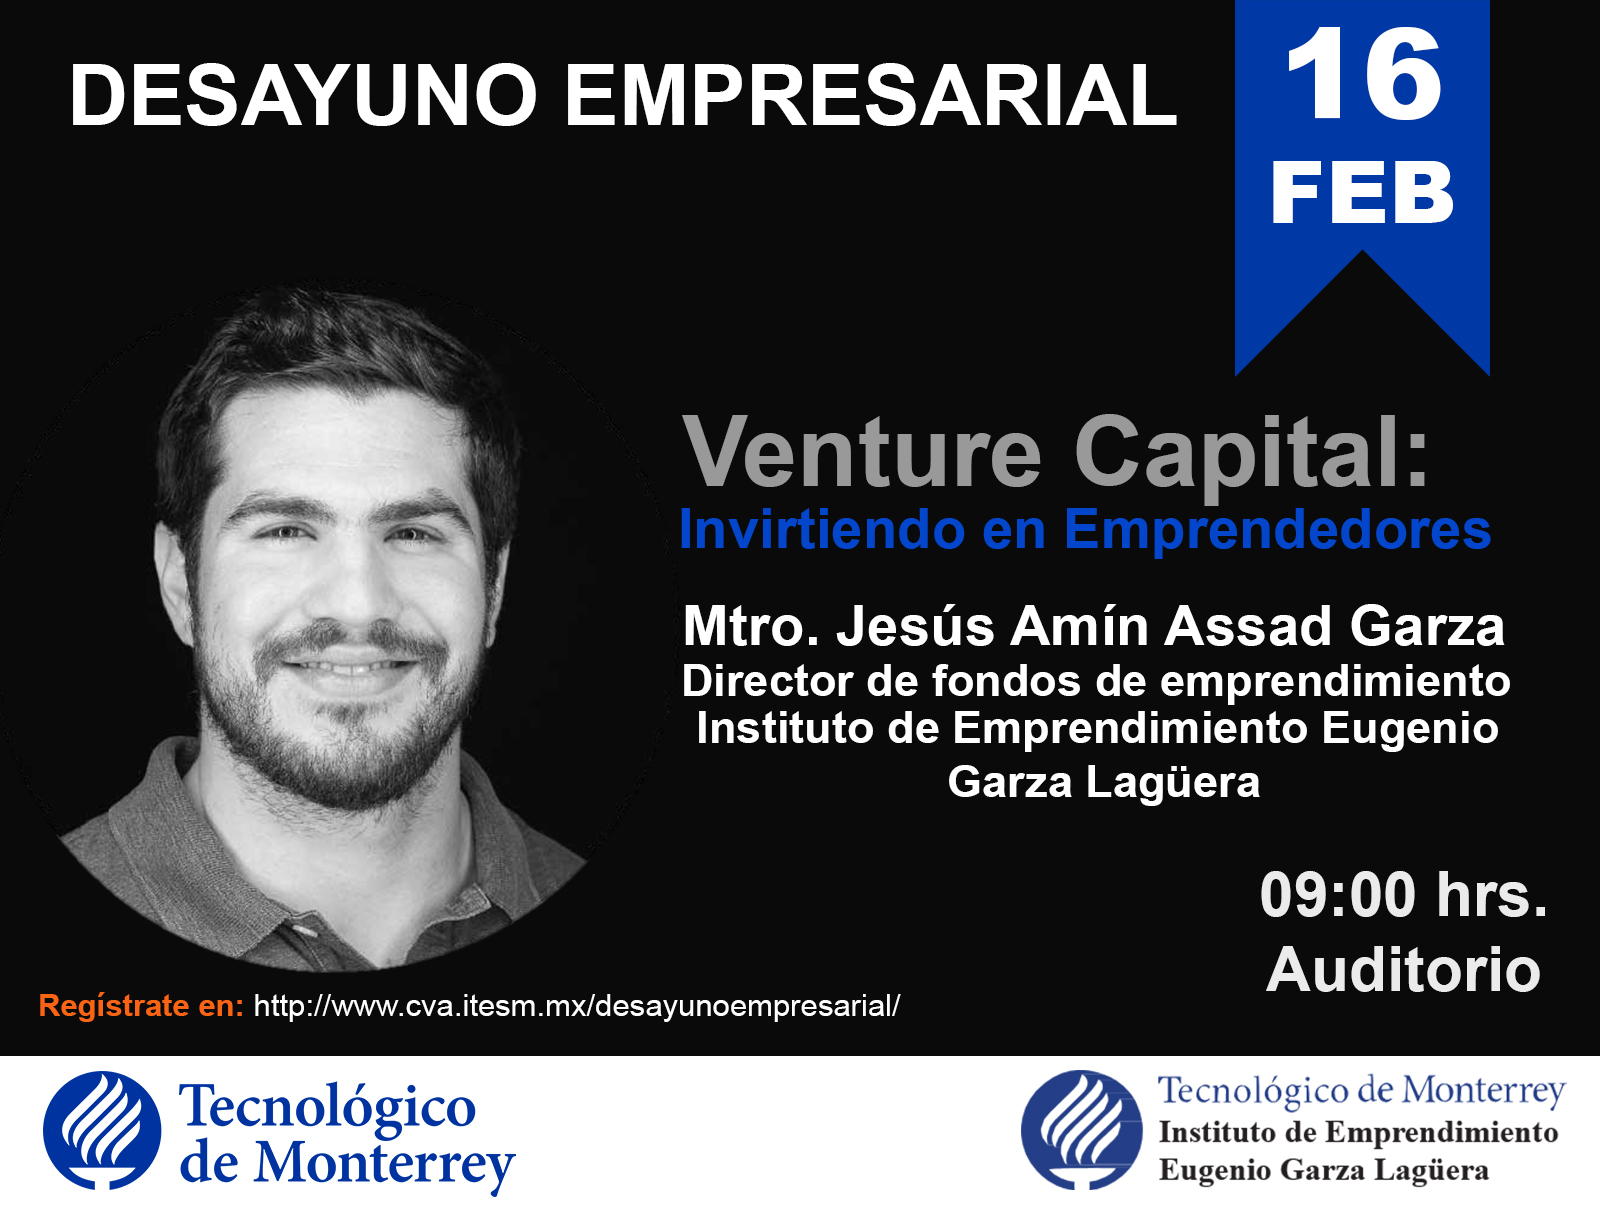 DESAYUNO EMPRESARIAL
16
FEB
Venture Capital:
Invirtiendo en Emprendedores
Mtro. Jesús Amín Assad Garza
Director de fondos de emprendimiento
Instituto de Emprendimiento Eugenio
Garza Lagüera
09:00 hrs.
Auditorio
Regístrate en: http://www.cva.itesm.mx/desayunoempresarial/
Tecnológico
de Monterrey
Tecnológico de Monterrey
Instituto de Emprendimiento
Eugenio Garza Lagüera